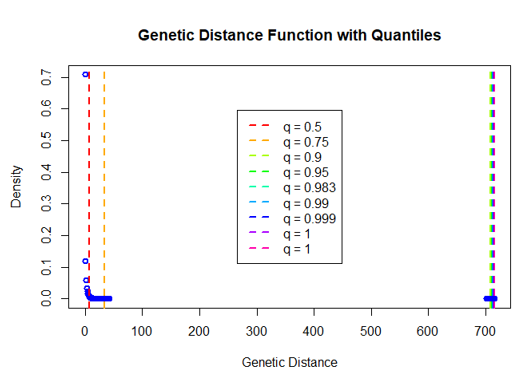 Genetic Distance Function with Quantiles
Density
0.7
0.6
0.5
0.4
0.3
0.2
0.1
0.0
q = 0.5
q = 0.75
q = 0.9
q = 0.95
q = 0.983
q = 0.99
q = 0.999
q = 1
q = 1
0 100 200 300 400 500 600 700
Genetic Distance